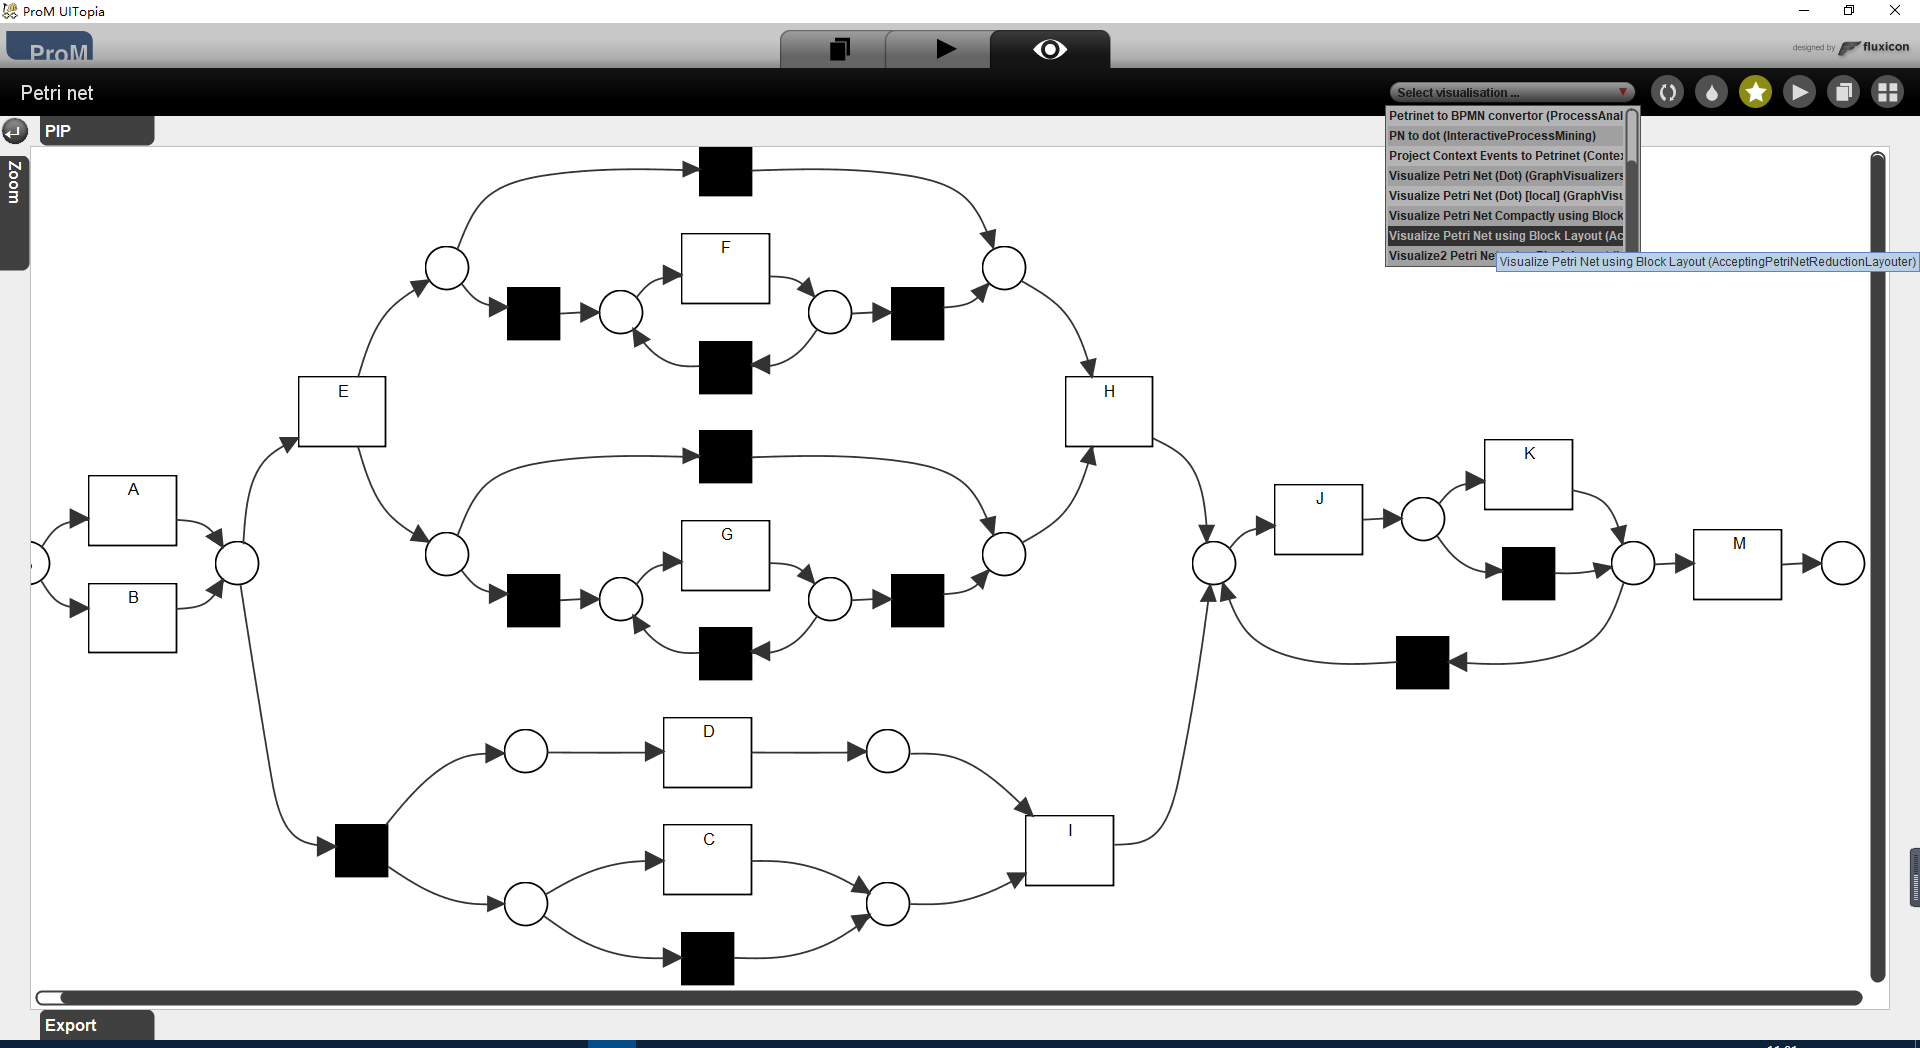 ProM UITopia
ProM
designed by fluxicon
Petri net
Select visualisation ...
PIP
Petrinet to BPMN convertor (ProcessAnal
PN to dot (InteractiveProcessMining)
Project Context Events to Petrinet (Contex
Visualize Petri Net (Dot) (GraphVisualizers
Visualize Petri Net (Dot) [local] (GraphVisu
Visualize Petri Net Compactly using Block
Visualize Petri Net using Block Layout (Ac
Visualize2 Petri Ne
Visualize Petri Net using Block Layout (AcceptingPetriNetReductionLayouter)
Zoom
F
E
H
K
A
J
G
M
B
D
I
C
Export